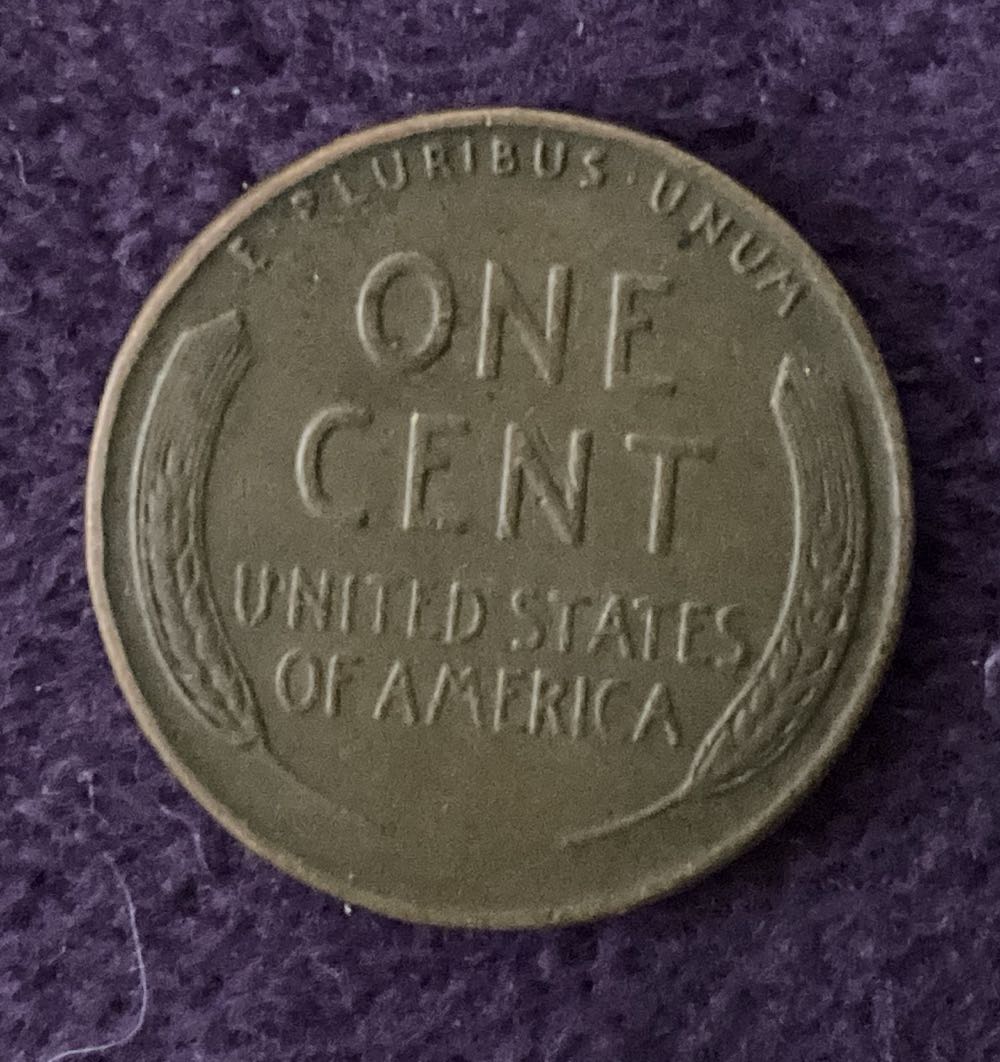 E · PLURIBUS · UNUM
ONE
CENT
UNITED STATES
OF AMERICA